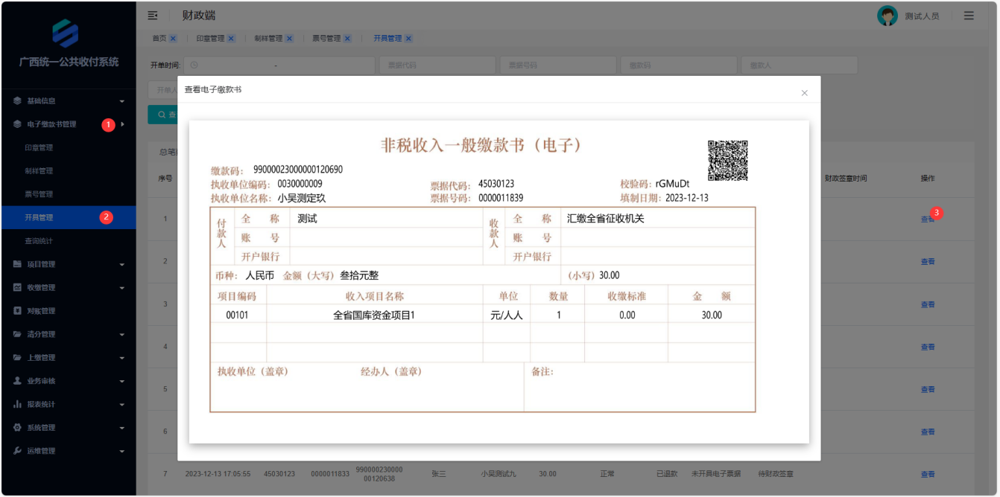 财政端
测试人员
广西统一公共收付系统
首页 印章管理 制样管理 票号管理 开具管理
开单时间: - 票据代码 票据号码 缴款码 缴款人
开单人
基础信息
电子缴款书管理 1
印章管理
制样管理
票号管理
开具管理 2
查询统计
项目管理
收缴管理
对账管理
清分管理
上缴管理
业务审核
报表统计
系统管理
运维管理
查看电子缴款书
非税收入一般缴款书（电子）
缴款码: 99000023000000120690
执收单位编码: 0030000009 票据代码: 45030123 校验码: rGMuDt
执收单位名称: 小吴测定玖 票据号码: 0000011839 填制日期: 2023-12-13
付款人 全 称 测试 收款人 全 称 汇缴全省征收机关
账 号 账 号
开户银行 开户银行
币种: 人民币 金额（大写） 叁拾元整 （小写）30.00
项目编码 收入项目名称 单位 数量 收缴标准 金 额
00101 全省国库资金项目1 元/人人 1 0.00 30.00
执收单位（盖章） 经办人（盖章） 备注:
查
总笔
序号 财政签章时间 操作
1 查看 3
2 查看
3 查看
4 查看
5 查看
6 查看
7 2023-12-13 17:05:55 45030123 0000011833 990000230000 张三 小吴测试九 30.00 正常 已退款 未开具电子票据 待财政签章 查看
00120638